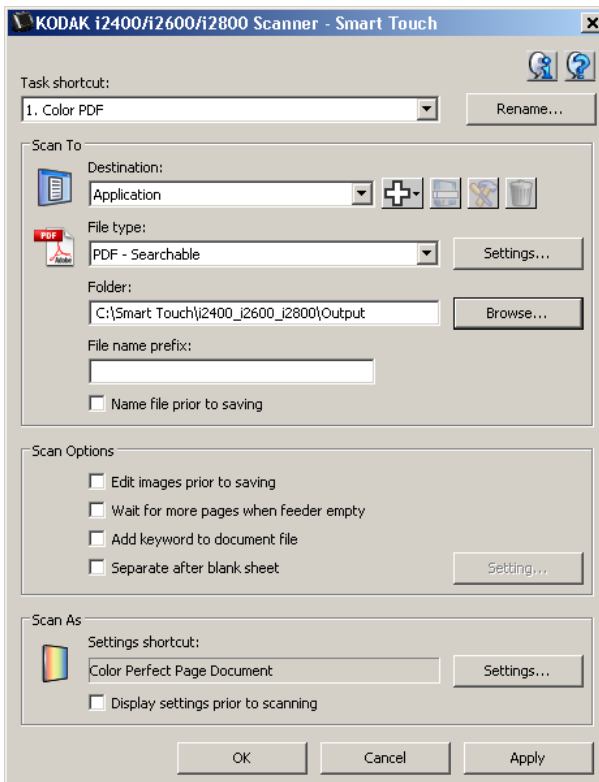 KODAK i2400/i2600/i2800 Scanner - Smart Touch
Task shortcut:
1. Color PDF
Rename...
Scan To
Destination:
Application
File type:
PDF
Adobe
PDF - Searchable
Settings...
Folder:
C:\Smart Touch\i2400_i2600_i2800\Output
Browse...
File name prefix:
Name file prior to saving
Scan Options
Edit images prior to saving
Wait for more pages when feeder empty
Add keyword to document file
Separate after blank sheet
Setting...
Scan As
Settings shortcut:
Color Perfect Page Document
Settings...
Display settings prior to scanning
OK
Cancel
Apply